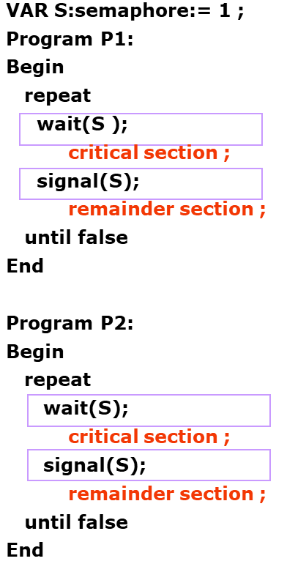 VAR S:semaphore:= 1 ;
Program P1:
Begin
repeat
wait(S );
critical section ;
signal(S);
remainder section ;
until false
End
Program P2:
Begin
repeat
wait(S);
critical section ;
signal(S);
remainder section ;
until false
End